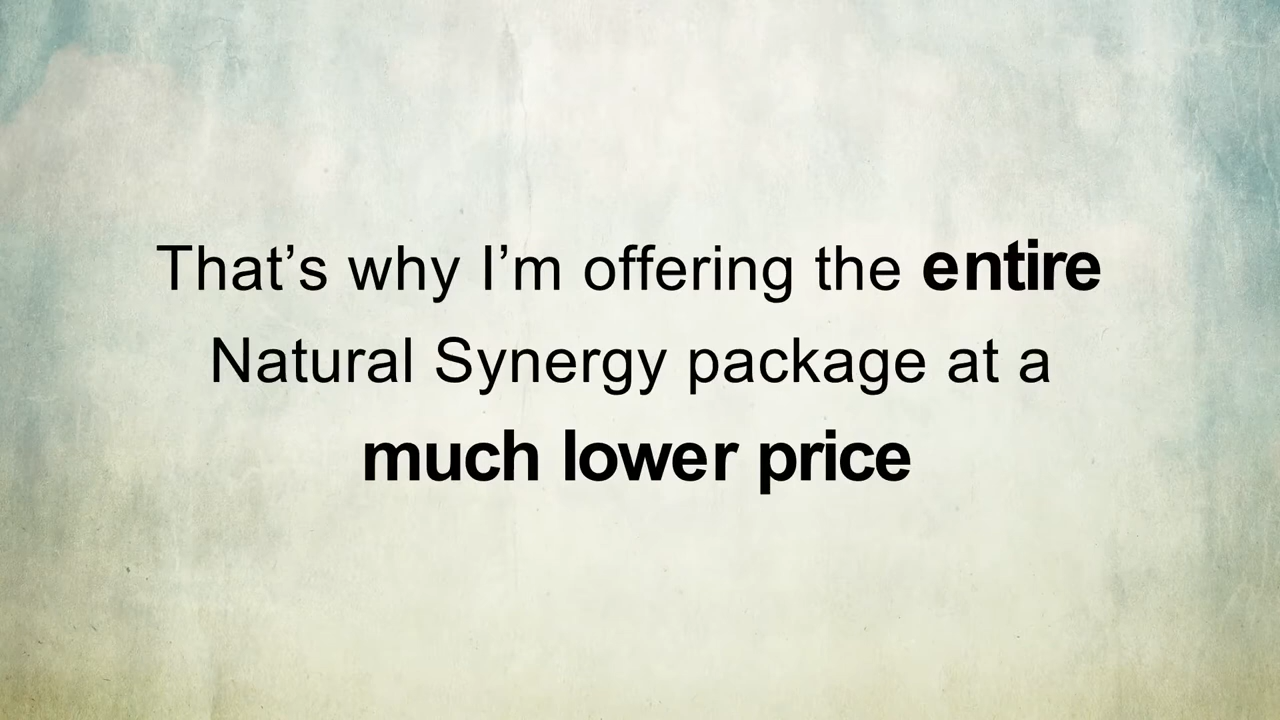 That’s why I’m offering the entire
Natural Synergy package at a
much lower price